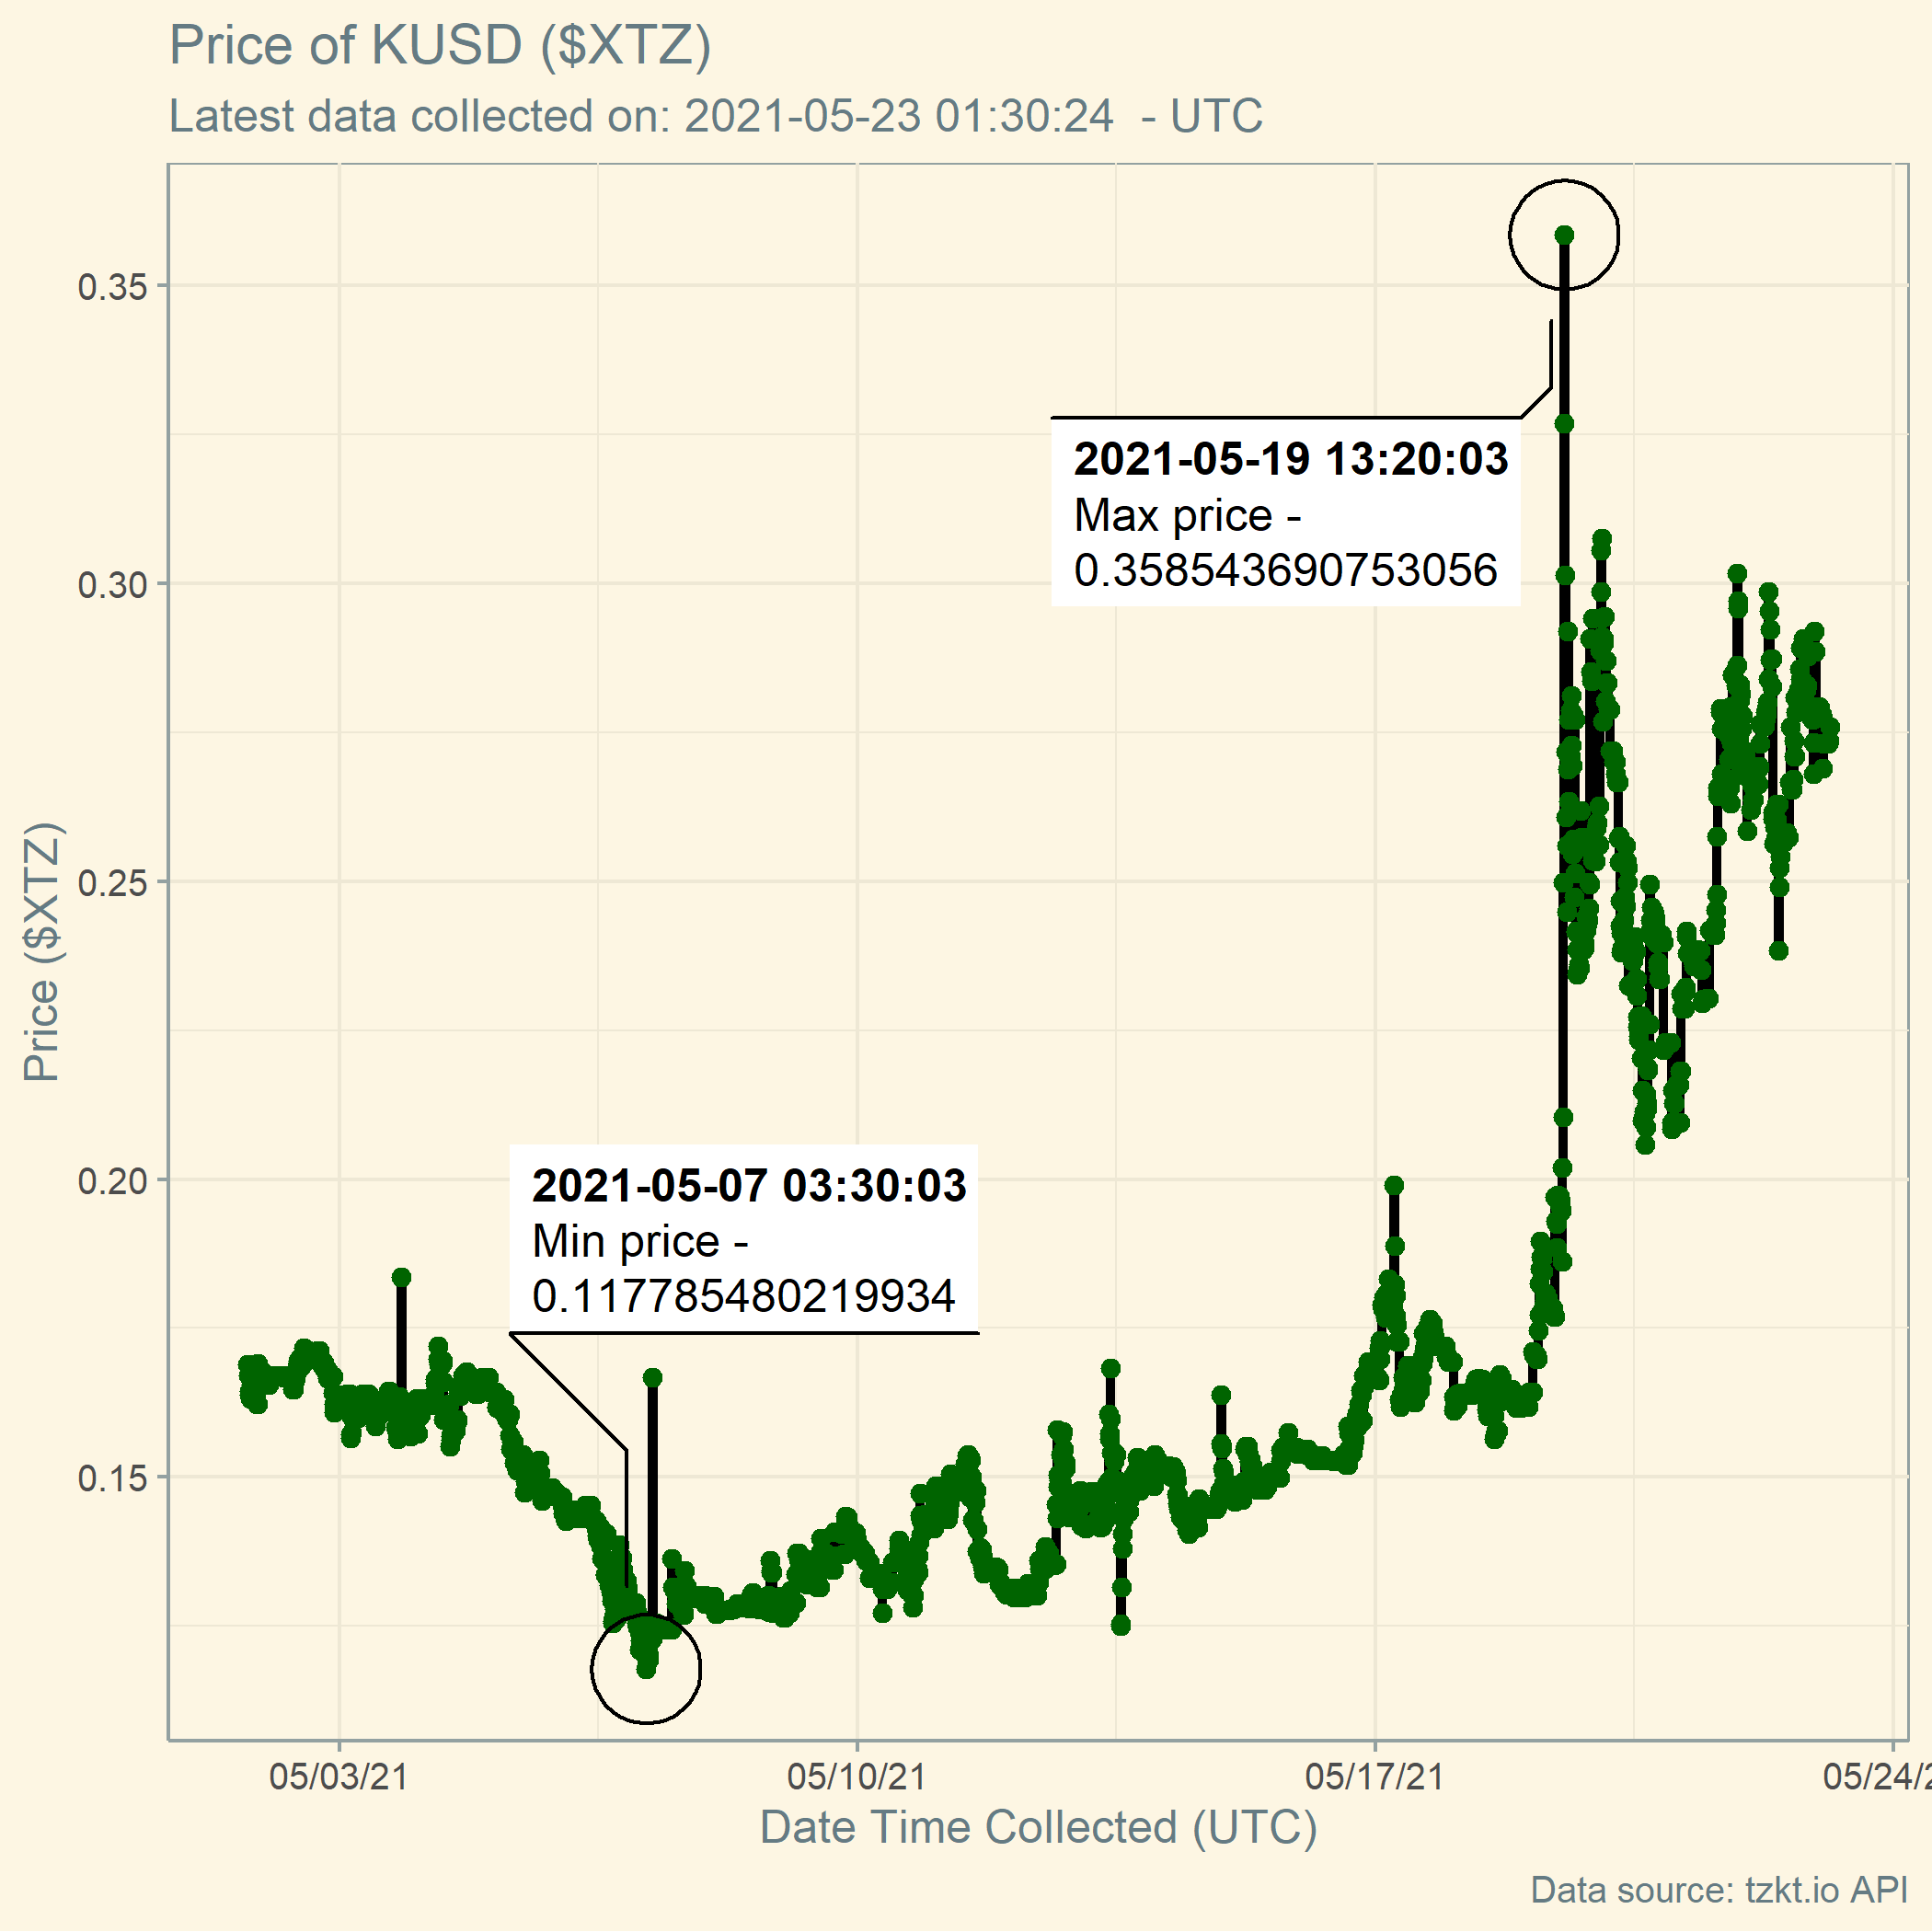 Price of KUSD ($XTZ)
Latest data collected on: 2021-05-23 01:30:24  - UTC
0.35
0.30
0.25
0.20
0.15
Price ($XTZ)
2021-05-19 13:20:03
Max price -
0.358543690753056
2021-05-07 03:30:03
Min price -
0.117785480219934
05/03/21
05/10/21
05/17/21
05/24/2
Date Time Collected (UTC)
Data source: tzkt.io API